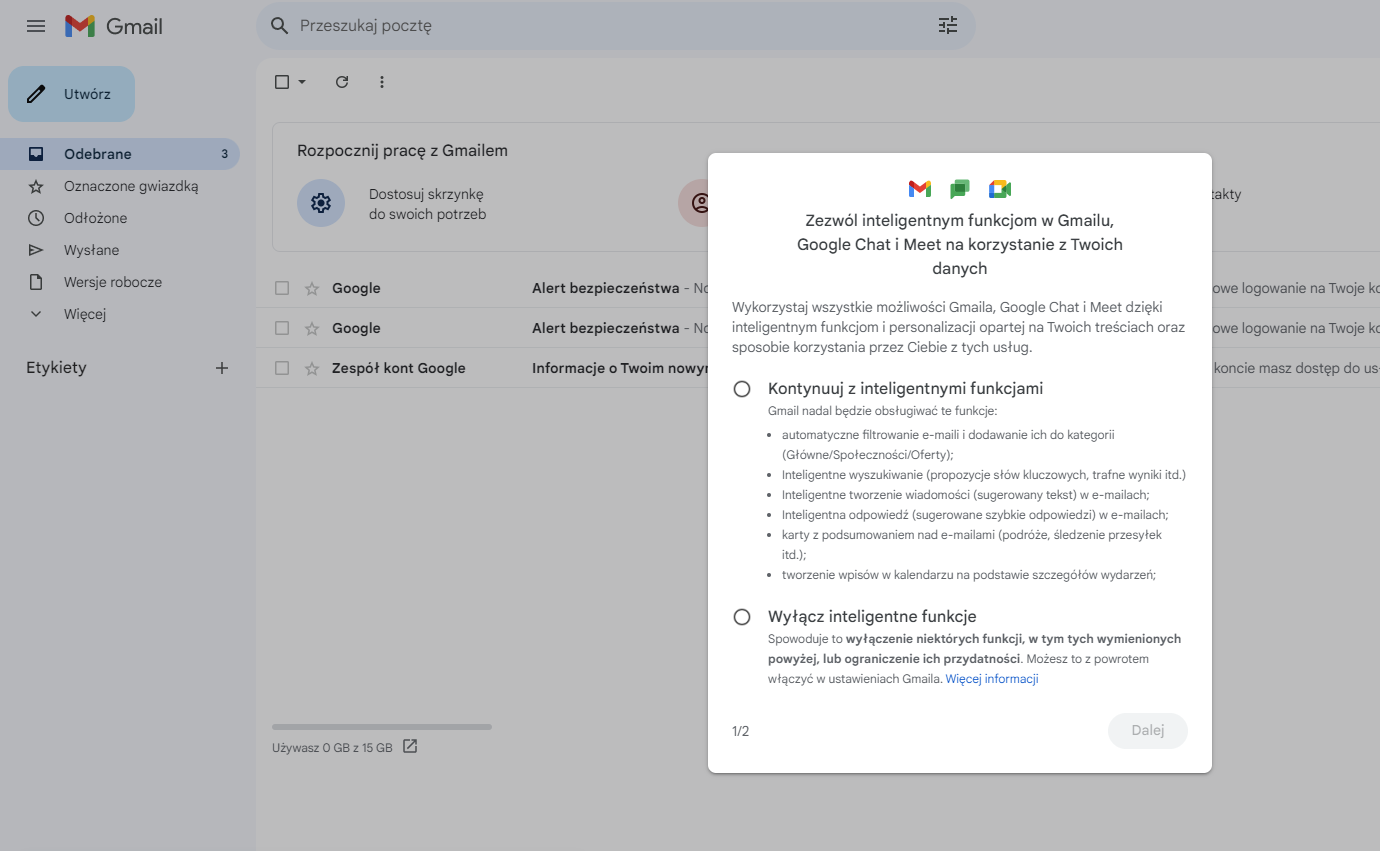 Gmail
Przeszukaj pocztę
Utwórz
Odebrane 3
Oznaczone gwiazdką
Odłożone
Wysłane
Wersje robocze
Więcej
Etykiety
Rozpocznij pracę z Gmailem
Dostosuj skrzynkę
do swoich potrzeb
takty
Google Alert bezpieczeństwa - No owe logowanie na Twoje ko
Google Alert bezpieczeństwa - No owe logowanie na Twoje ko
Zespół kont Google Informacje o Twoim nowym koncie masz dostęp do us
Używasz 0 GB z 15 GB
Zezwól inteligentnym funkcjom w Gmailu,
Google Chat i Meet na korzystanie z Twoich
danych
Wykorzystaj wszystkie możliwości Gmaila, Google Chat i Meet dzięki
inteligentnym funkcjom i personalizacji opartej na Twoich treściach oraz
sposobie korzystania przez Ciebie z tych usług.
Kontynuuj z inteligentnymi funkcjami
Gmail nadal będzie obsługiwać te funkcje:
• automatyczne filtrowanie e-maili i dodawanie ich do kategorii
(Główne/Społeczności/Oferty);
• Inteligentne wyszukiwanie (propozycje słów kluczowych, trafne wyniki itd.)
• Inteligentne tworzenie wiadomości (sugerowany tekst) w e-mailach;
• Inteligentna odpowiedź (sugerowane szybkie odpowiedzi) w e-mailach;
• karty z podsumowaniem nad e-mailami (podróże, śledzenie przesyłek
itd.);
• tworzenie wpisów w kalendarzu na podstawie szczegółów wydarzeń;
Wyłącz inteligentne funkcje
Spowoduje to wyłączenie niektórych funkcji, w tym tych wymienionych
powyżej, lub ograniczenie ich przydatności. Możesz to z powrotem
włączyć w ustawieniach Gmaila. Więcej informacji
1/2
Dalej